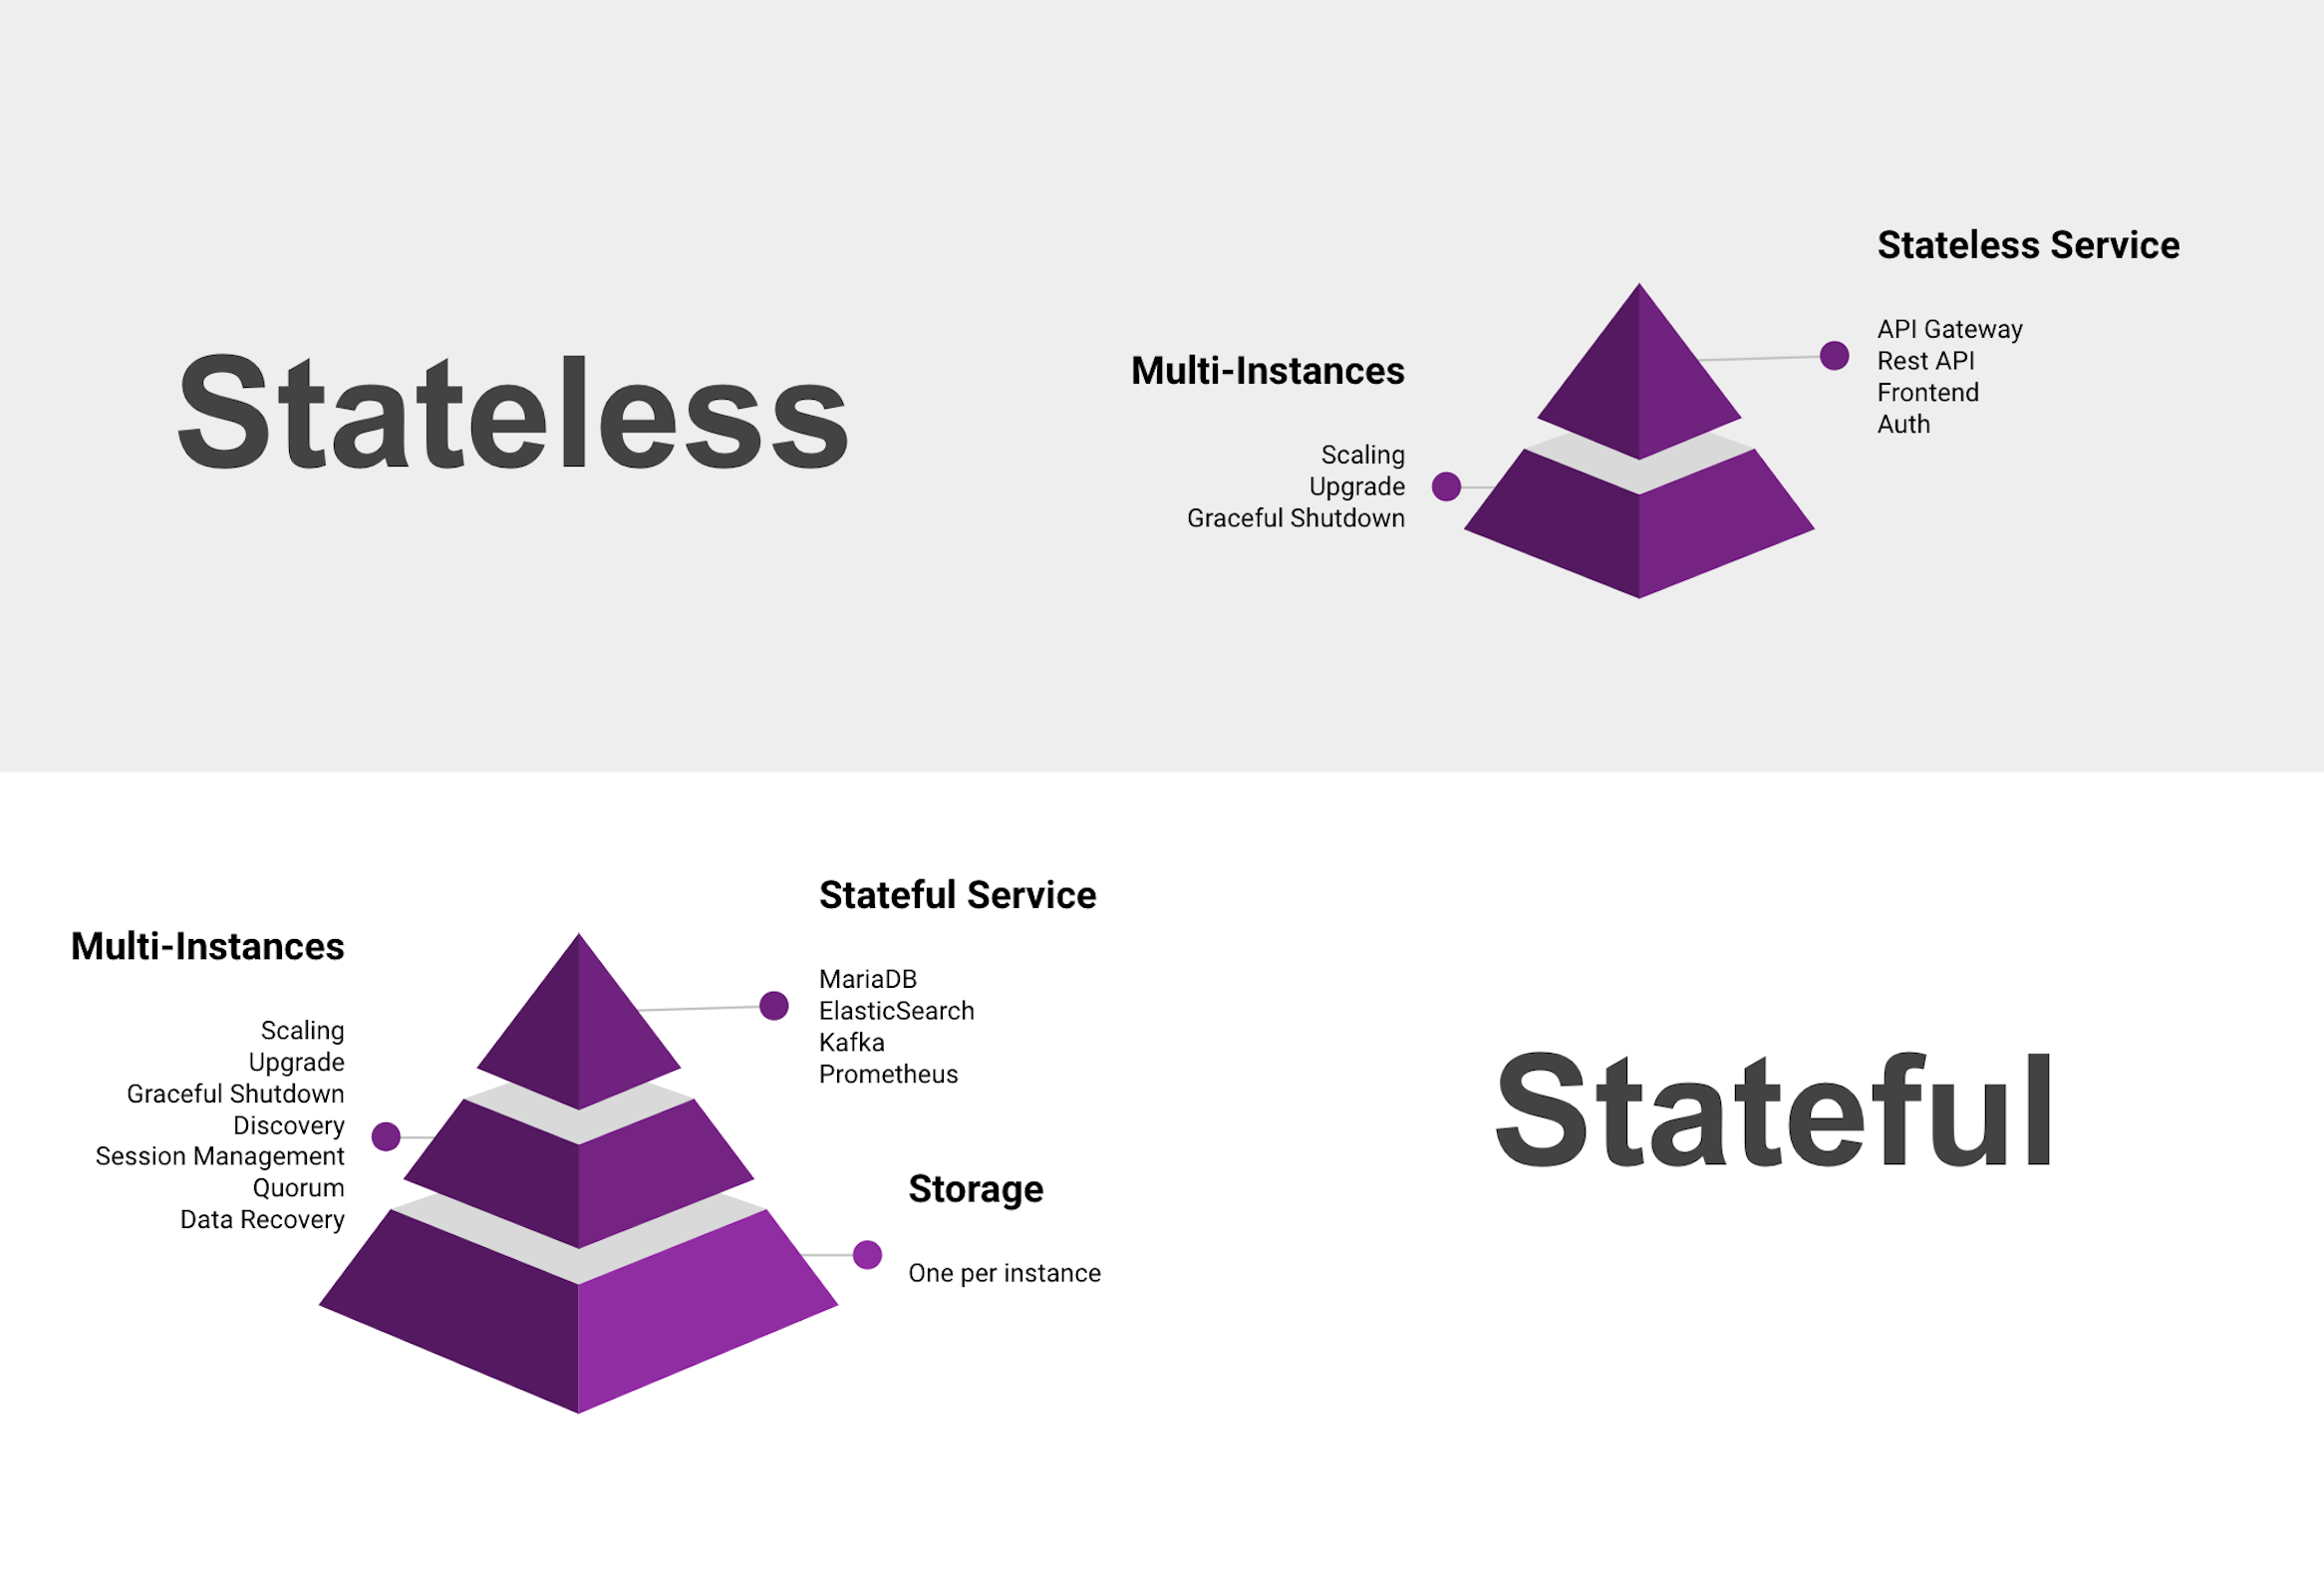 Stateless
Stateless Service
API Gateway
Rest API
Frontend
Auth
Multi-Instances
Scaling
Upgrade
Graceful Shutdown
Stateful Service
MariaDB
ElasticSearch
Kafka
Prometheus
Multi-Instances
Scaling
Upgrade
Graceful Shutdown
Discovery
Session Management
Quorum
Data Recovery
Storage
One per instance
Stateful